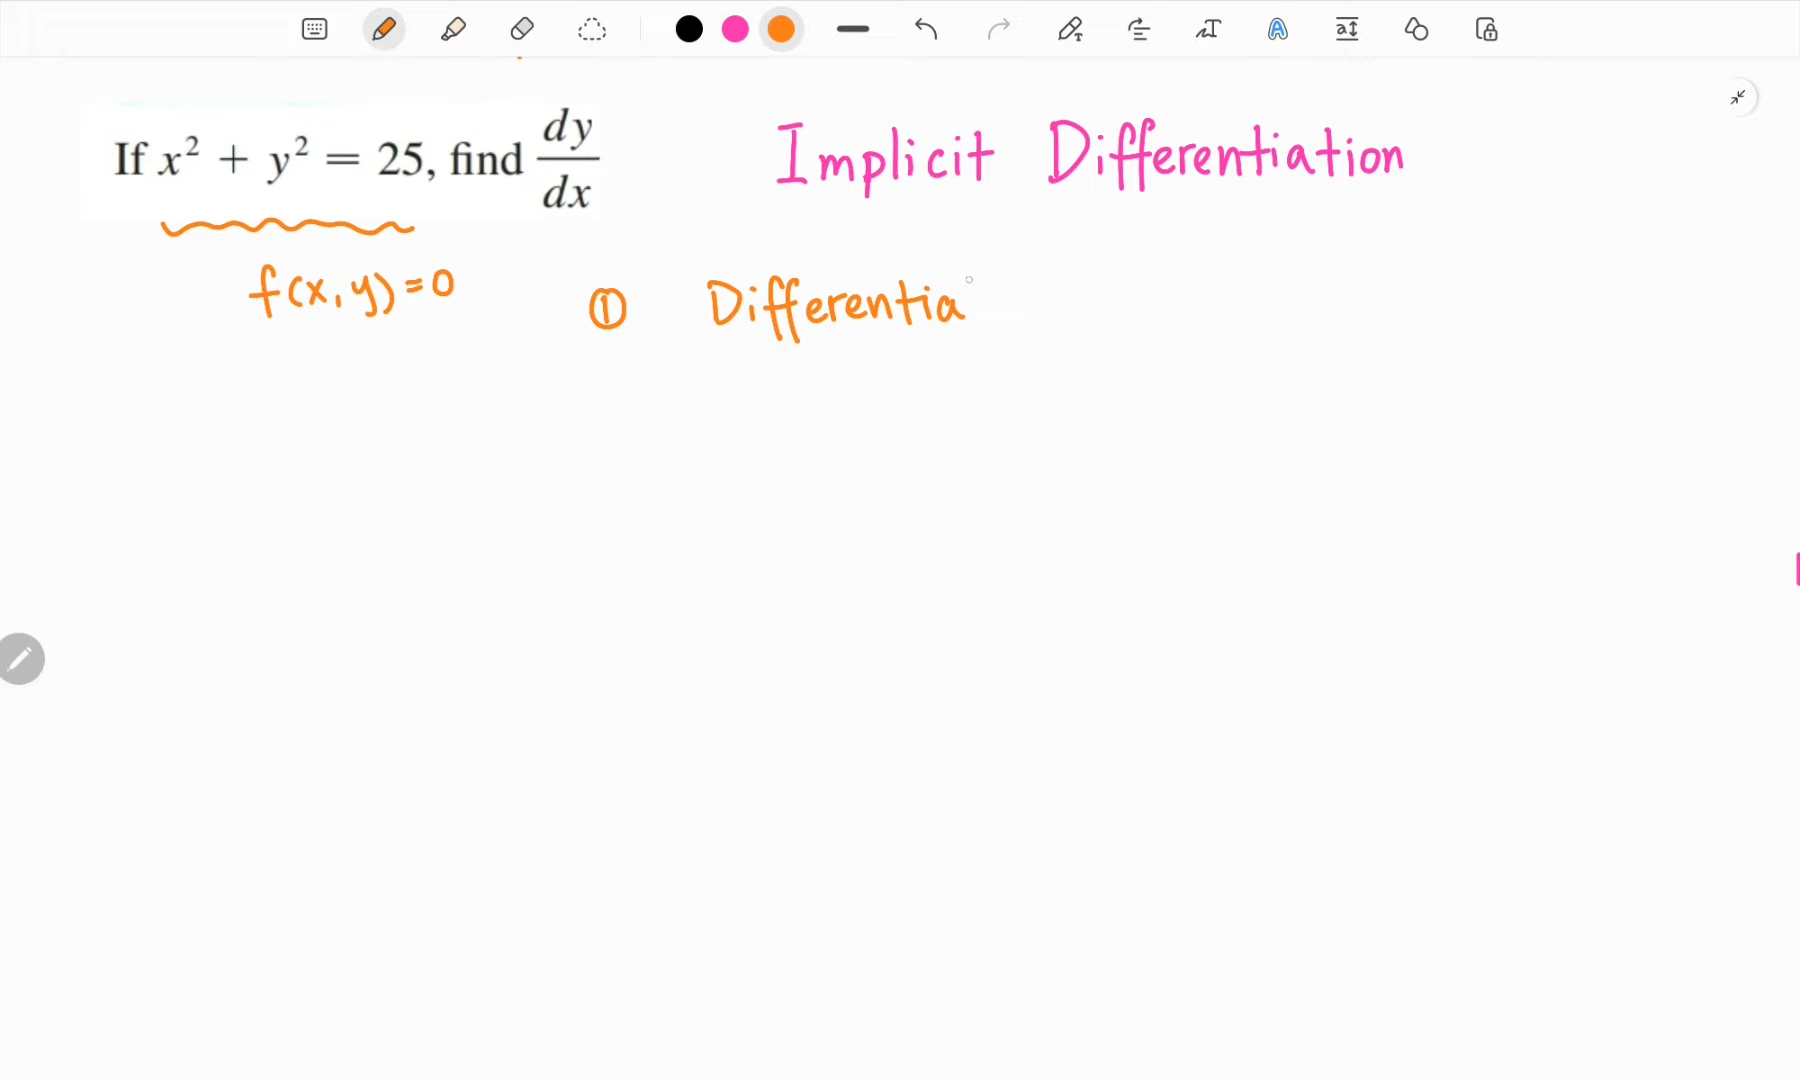 If x² + y² = 25, find dy/dx
Implicit Differentiation
f(x,y)=0
① Differentia